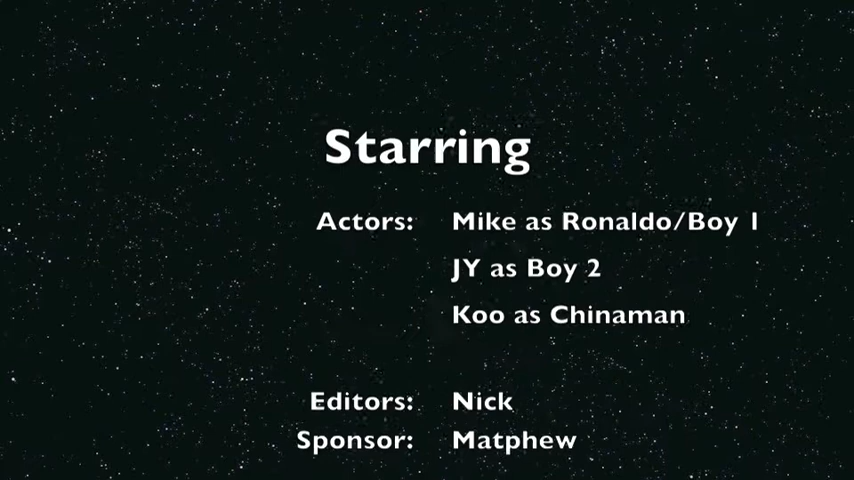 Starring
Actors: Mike as Ronaldo/Boy 1
JY as Boy 2
Koo as Chinaman
Editors: Nick
Sponsor: Matphew